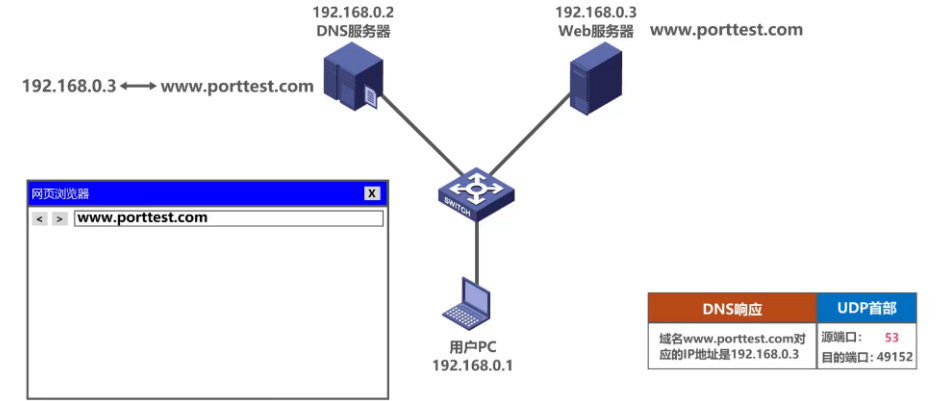 192.168.0.2
DNS服务器
192.168.0.3
Web服务器
www.porttest.com
192.168.0.3
www.porttest.com
网页浏览器
X
<
>
www.porttest.com
SWITCH
用户PC
192.168.0.1
DNS响应
UDP首部
域名www.porttest.com对
应的IP地址是192.168.0.3
源端口: 53
目的端口: 49152